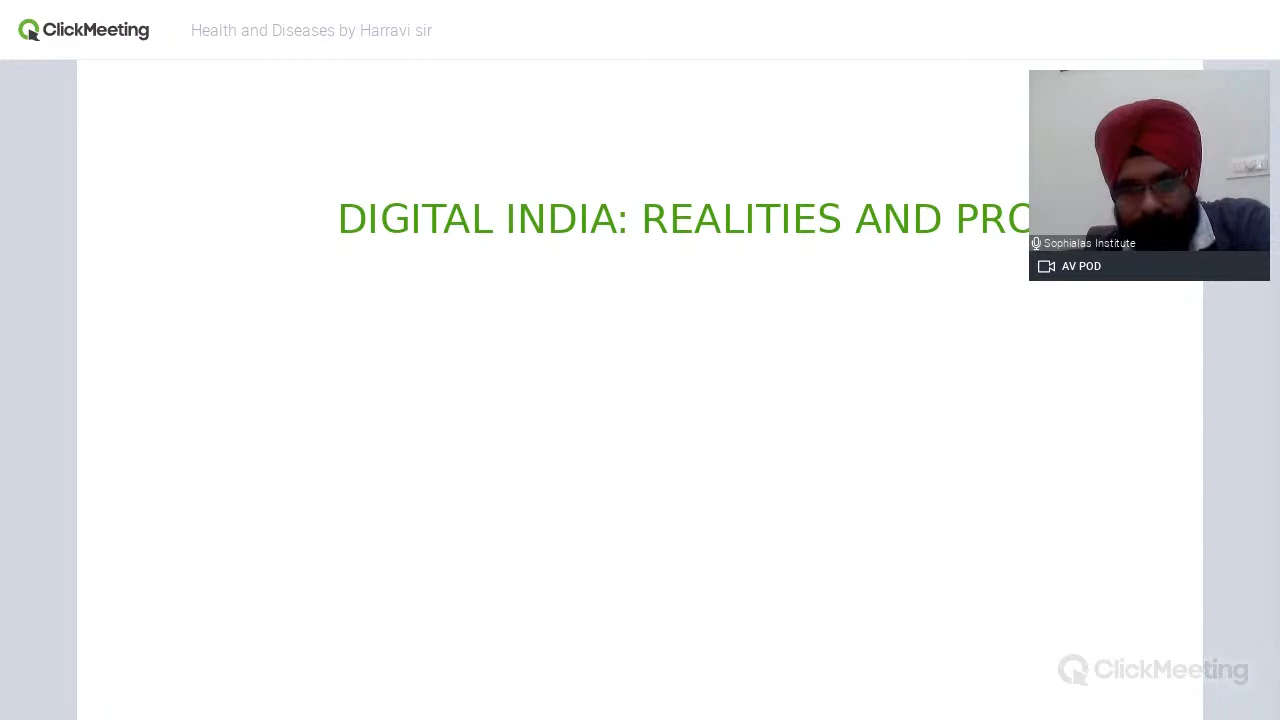 ClickMeeting
Health and Diseases by Harravi sir
DIGITAL INDIA: REALITIES AND PRO
Sophialas Institute
AV POD
ClickMeeting